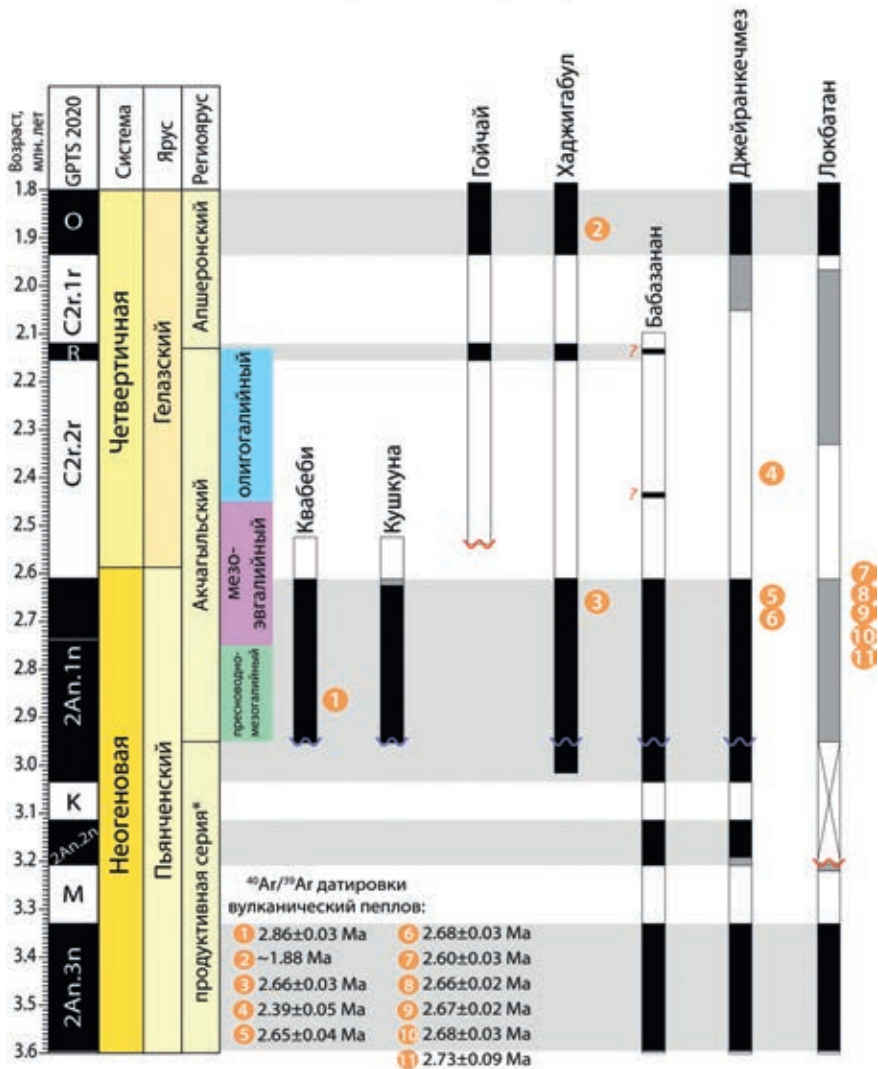 Возраст,
млн. лет
GPTS 2020
Система
Ярус
Региоярус
Гойчай
Хаджигабул
Джейранкечмез
Локбатан
Бабазанан
Квабеби
Кушкуна
1.8
1.9
2.0
2.1
2.2
2.3
2.4
2.5
2.6
2.7
2.8
2.9
3.0
3.1
3.2
3.3
3.4
3.5
3.6
O
C2r.1r
R
C2r.2r
2An.1n
K
2An.2n
M
2An.3n
Четвертичная
Неогеновая
Гелазский
Пьянченский
Апшеронский
Акчагыльский
продуктивная серия*
олигогалийный
мезо-
эвгалийный
пресноводно-
мезогалийный
?
?
1
2
3
4
5
6
7
8
9
10
11
⁴⁰Ar/³⁹Ar датировки
вулканический пеплов:
1 2.86±0.03 Ma
2 ~1.88 Ma
3 2.66±0.03 Ma
4 2.39±0.05 Ma
5 2.65±0.04 Ma
6 2.68±0.03 Ma
7 2.60±0.03 Ma
8 2.66±0.02 Ma
9 2.67±0.02 Ma
10 2.68±0.03 Ma
11 2.73±0.09 Ma